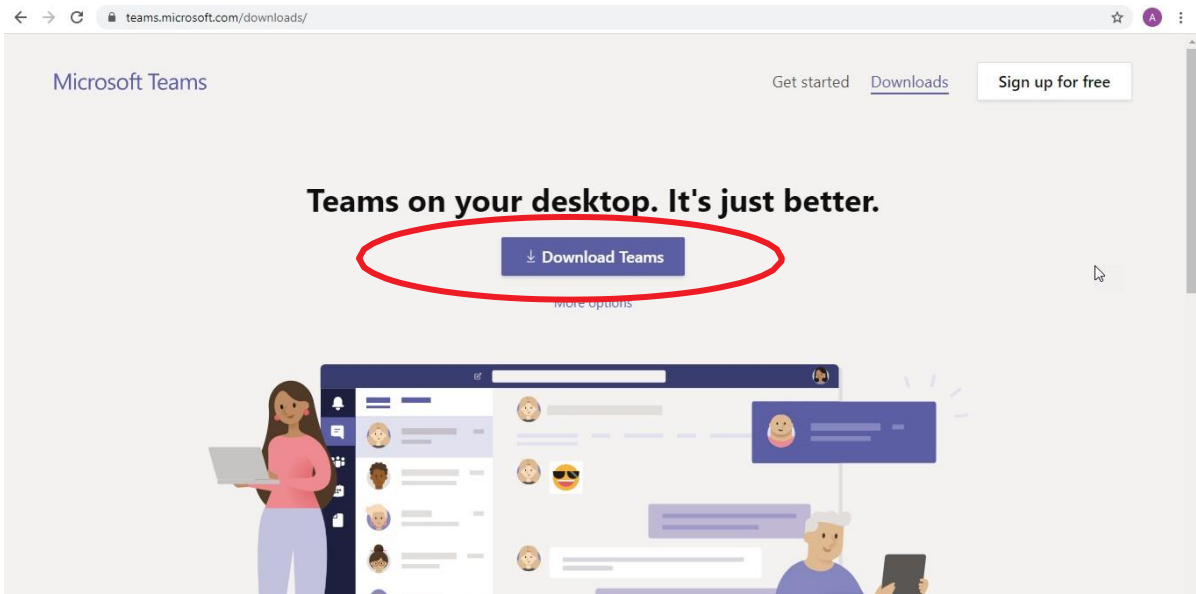 teams.microsoft.com/downloads/
A
Microsoft Teams
Get started
Downloads
Sign up for free
Teams on your desktop. It's just better.
Download Teams
More options